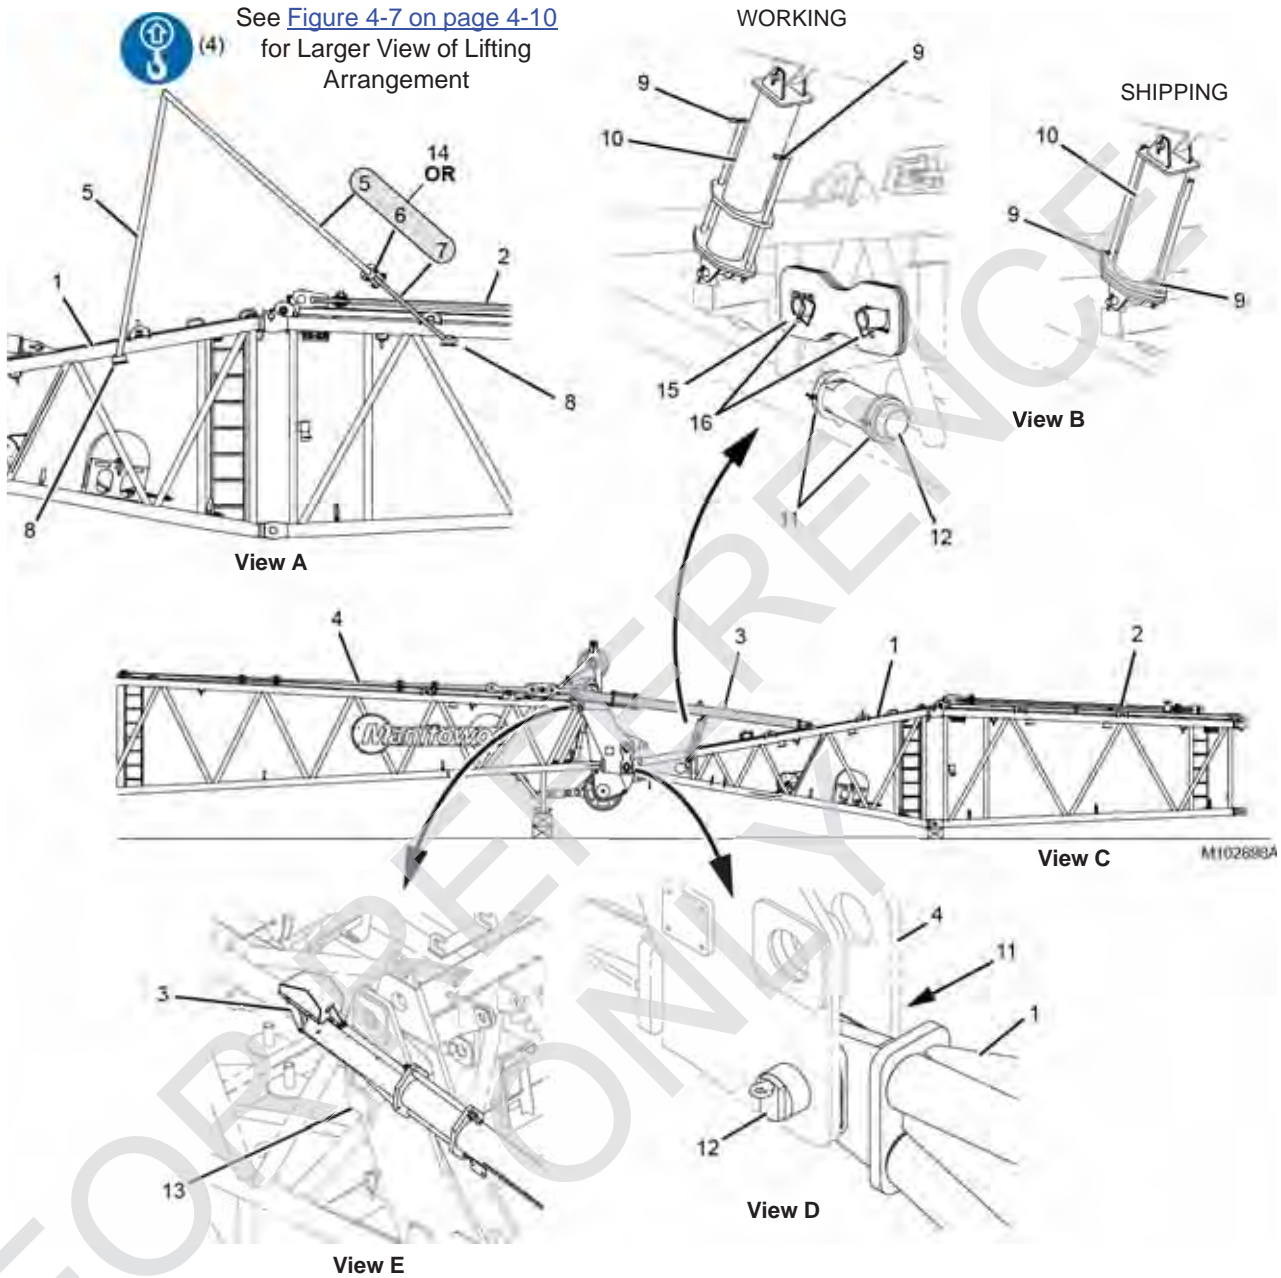 See Figure 4-7 on page 4-10
for Larger View of Lifting
Arrangement
(4)
14
OR
5
6
7
5
1
2
8
8
View A
WORKING
9
9
10
15
16
11
12
SHIPPING
10
9
9
View B
4
3
1
2
Manitowo
View C
M102698A
3
13
View E
4
11
1
12
View D
FOR REFERENCE
ONLY